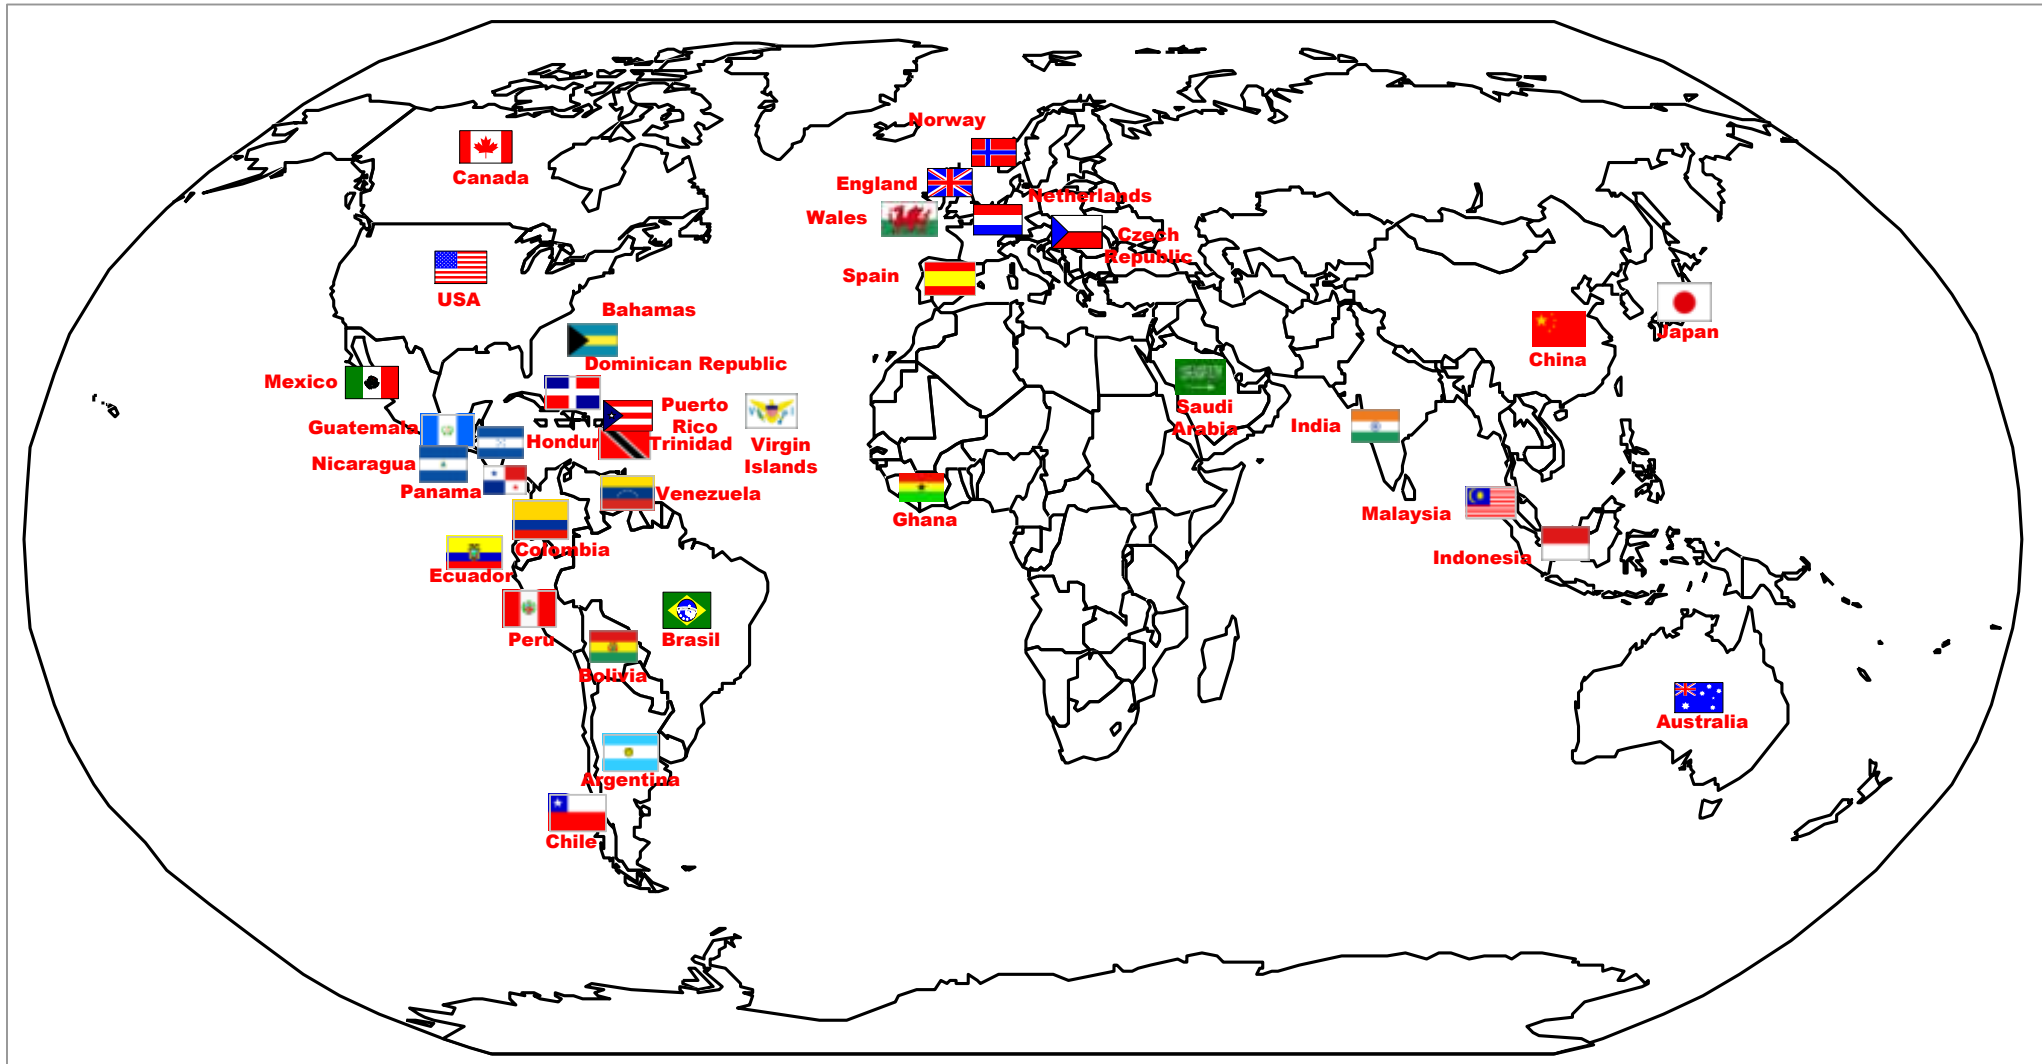 Norway
Canada
England
Netherlands
Wales
Czech
Republic
Spain
USA
Bahamas
Japan
China
Dominican Republic
Mexico
Puerto
Rico
Saudi
Arabia
India
Guatemala
Hondur
Trinidad
Virgin
Islands
Nicaragua
Panama
Venezuela
Ghana
Malaysia
Colombia
Indonesia
Ecuador
Peru
Brasil
Bolivia
Australia
Argentina
Chile